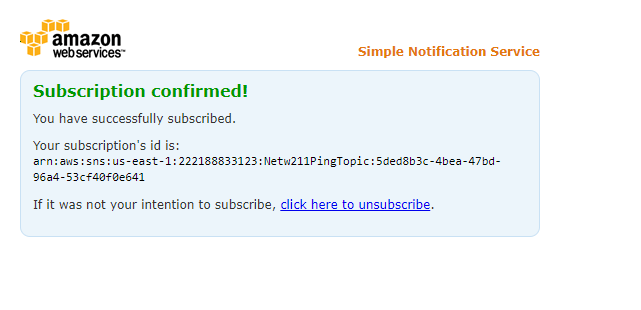 amazon
web services™
Simple Notification Service
Subscription confirmed!
You have successfully subscribed.
Your subscription's id is:
arn:aws:sns:us-east-1:222188833123:Netw211PingTopic:5ded8b3c-4bea-47bd-
96a4-53cf40f0e641
If it was not your intention to subscribe, click here to unsubscribe.